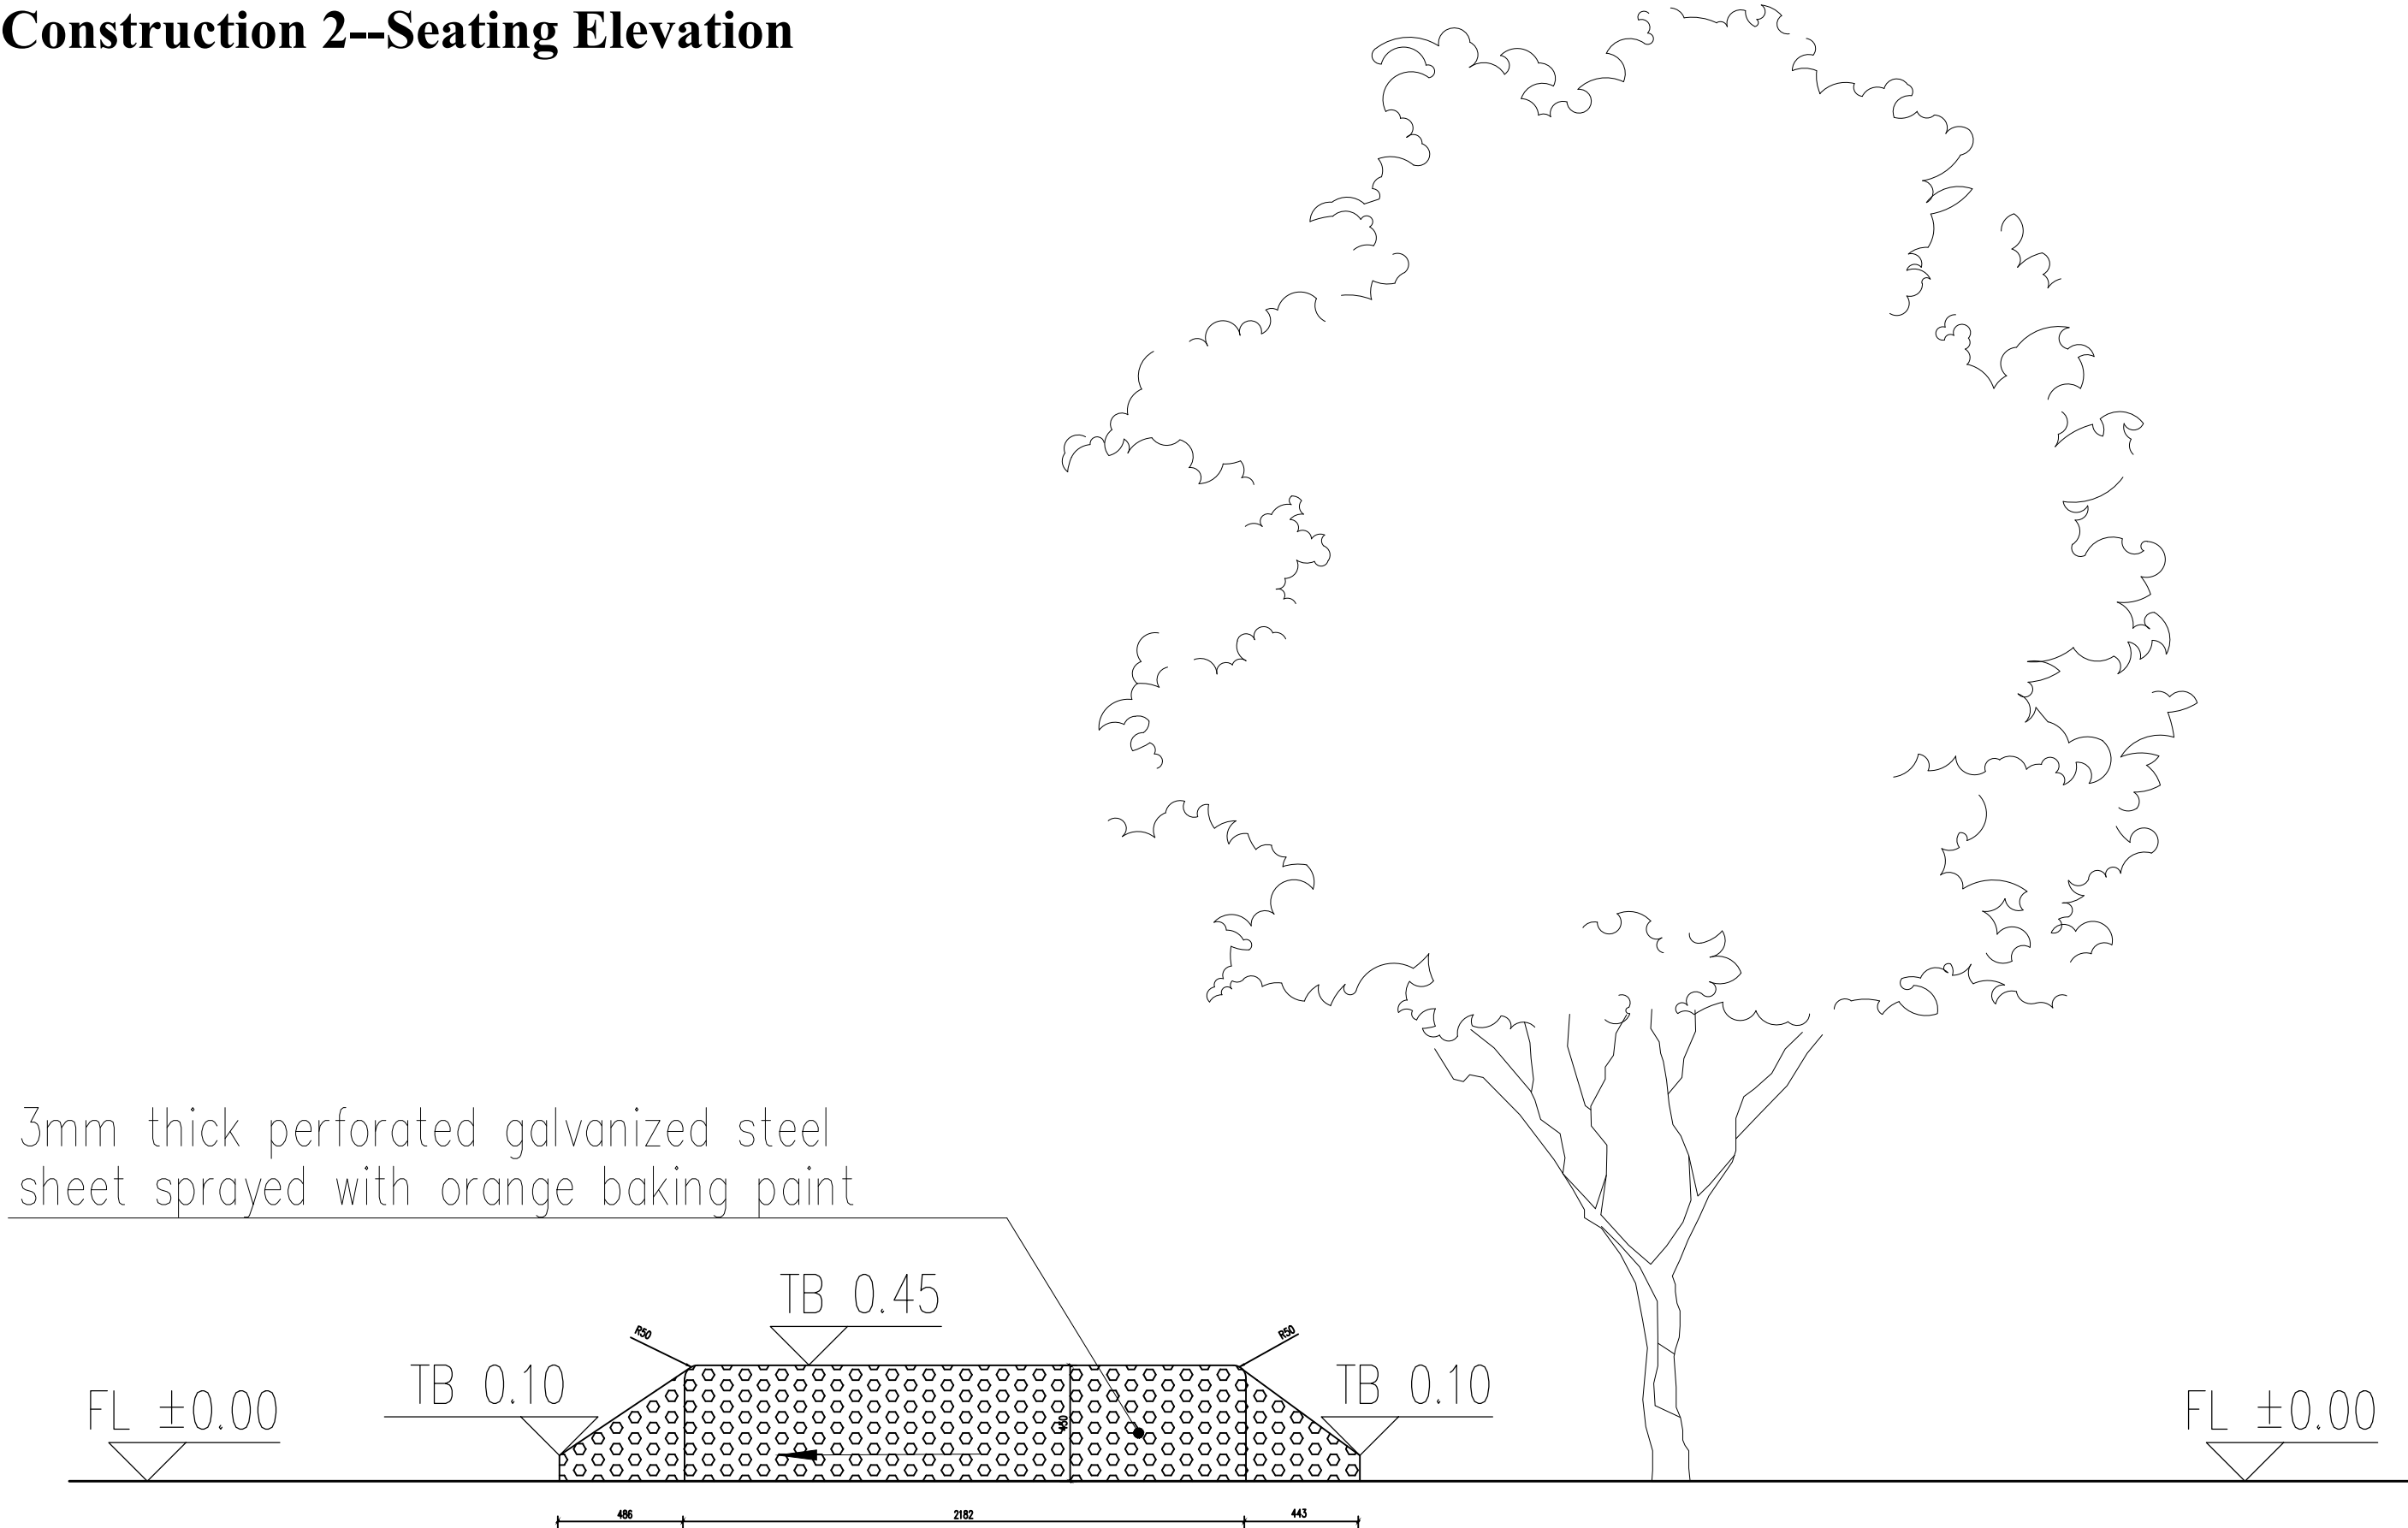 Construction 2--Seating Elevation
3mm thick perforated galvanized steel
sheet sprayed with orange baking paint
TB 0.45
R50
R50
TB 0.10
TB 0.10
FL ±0.00
FL ±0.00
450
486
2182
443